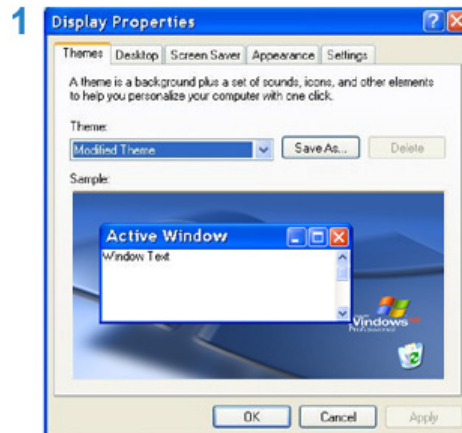 1
Display Properties
Themes Desktop Screen Saver Appearance Settings
A theme is a background plus a set of sounds, icons, and other elements
to help you personalize your computer with one click.
Theme:
Modified Theme Save As... Delete
Sample:
Active Window
Window Text
Windows
Professional
OK Cancel Apply